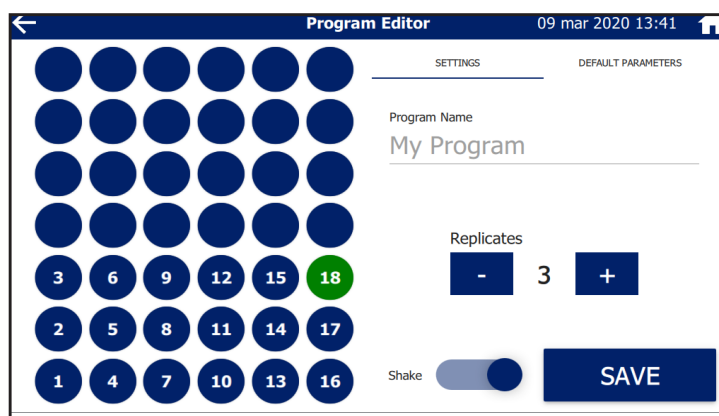 Program Editor 09 mar 2020 13:41
SETTINGS DEFAULT PARAMETERS
Program Name
My Program
Replicates
- 3 +
3 6 9 12 15 18
2 5 8 11 14 17
1 4 7 10 13 16
Shake SAVE